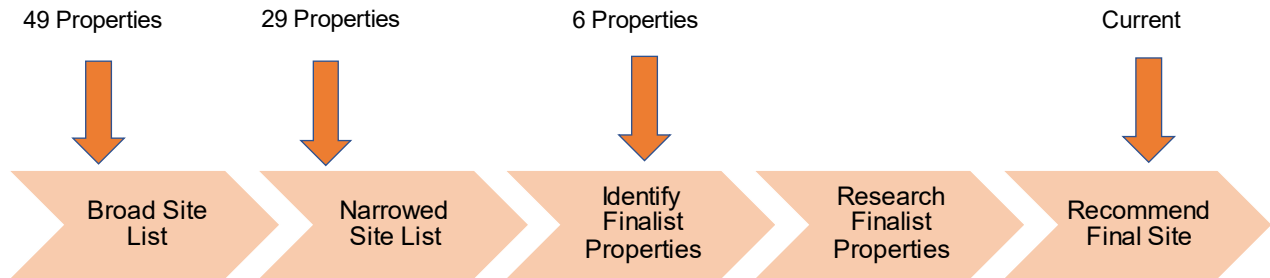 49 Properties
29 Properties
6 Properties
Current
Broad Site
List
Narrowed
Site List
Identify
Finalist
Properties
Research
Finalist
Properties
Recommend
Final Site